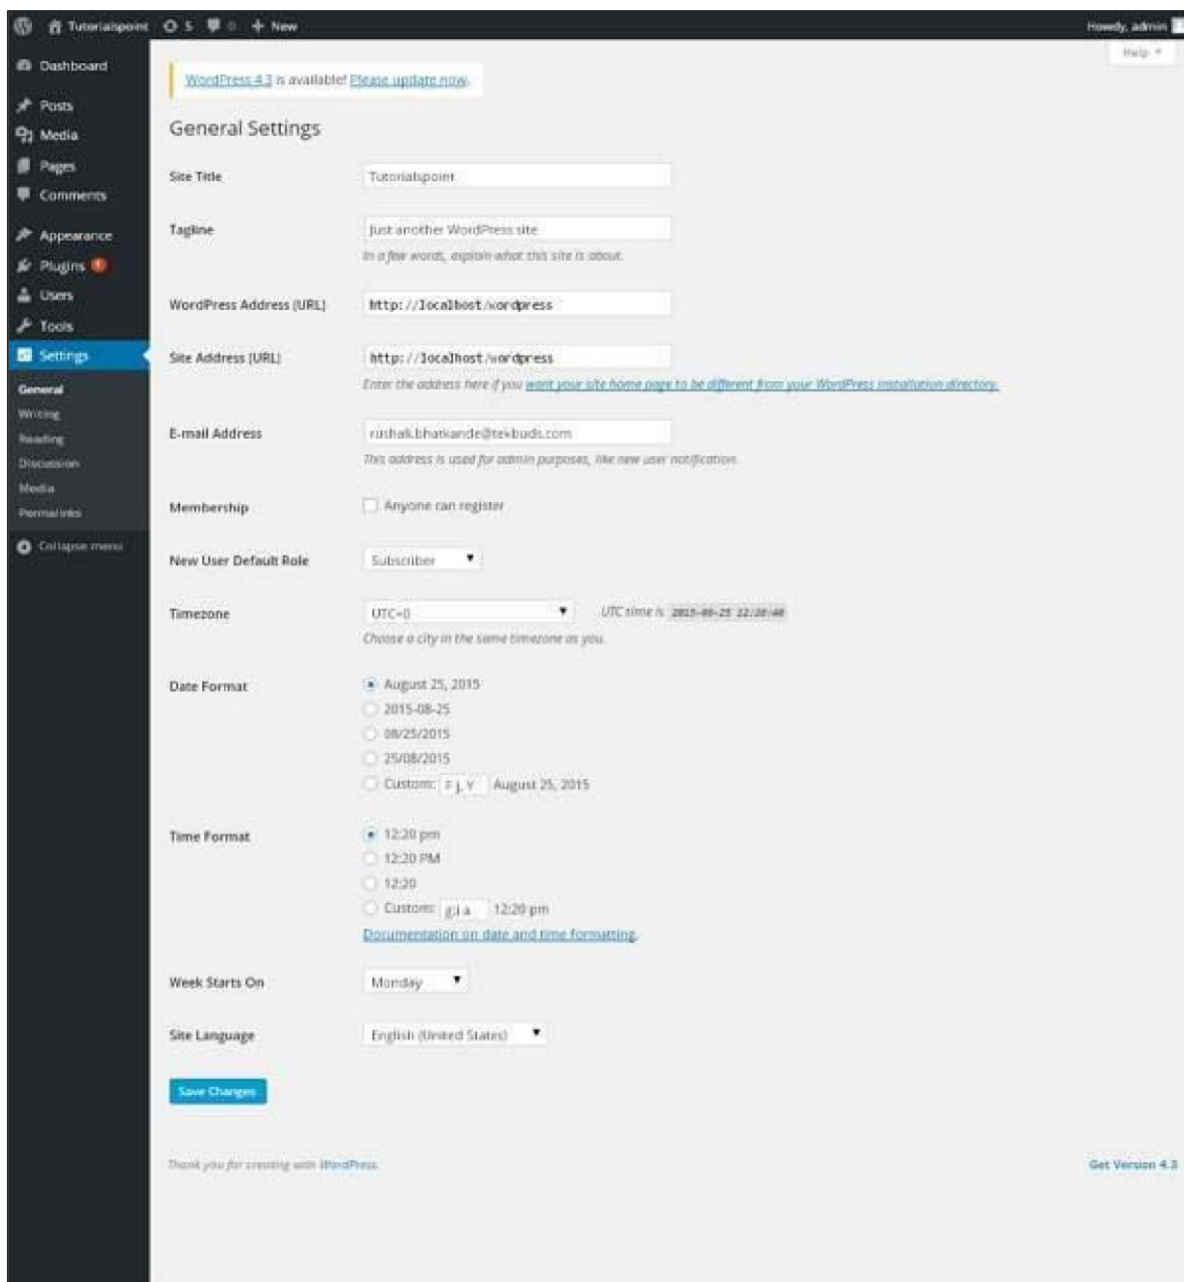 Tutorialspoint 5 0 + New Howdy, admin
Help
Dashboard
Posts
Media
Pages
Comments
Appearance
Plugins 1
Users
Tools
Settings
General
Writing
Reading
Discussion
Media
Permalinks
Collapse menu
WordPress 4.3 is available! Please update now.
General Settings
Site Title Tutorialspoint
Tagline Just another WordPress site
In a few words, explain what this site is about.
WordPress Address (URL) http://localhost/wordpress
Site Address (URL) http://localhost/wordpress
Enter the address here if you want your site home page to be different from your WordPress installation directory.
E-mail Address rushali.bhatkande@tekbuds.com
This address is used for admin purposes, like new user notification.
Membership Anyone can register
New User Default Role Subscriber
Timezone UTC+0 UTC time is 2015-08-25 12:20:40
Choose a city in the same timezone as you.
Date Format August 25, 2015
2015-08-25
08/25/2015
25/08/2015
Custom: F j, Y August 25, 2015
Time Format 12:20 pm
12:20 PM
12:20
Custom: g:i a 12:20 pm
Documentation on date and time formatting.
Week Starts On Monday
Site Language English (United States)
Save Changes
Thank you for creating with WordPress. Get Version 4.3